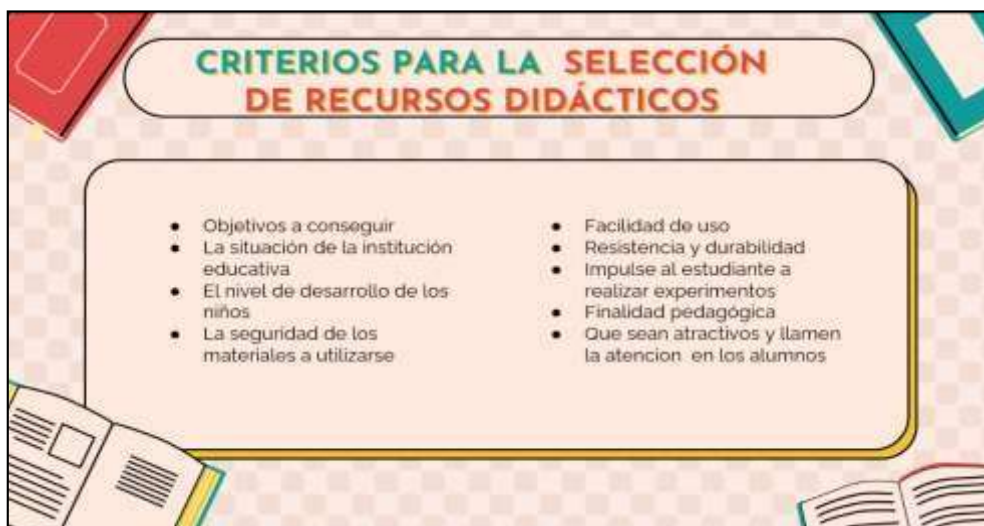 CRITERIOS PARA LA SELECCIÓN
DE RECURSOS DIDÁCTICOS
● Objetivos a conseguir
● La situación de la institución
educativa
● El nivel de desarrollo de los
niños
● La seguridad de los
materiales a utilizarse
● Facilidad de uso
● Resistencia y durabilidad
● Impulse al estudiante a
realizar experimentos
● Finalidad pedagógica
● Que sean atractivos y llamen
la atencion en los alumnos